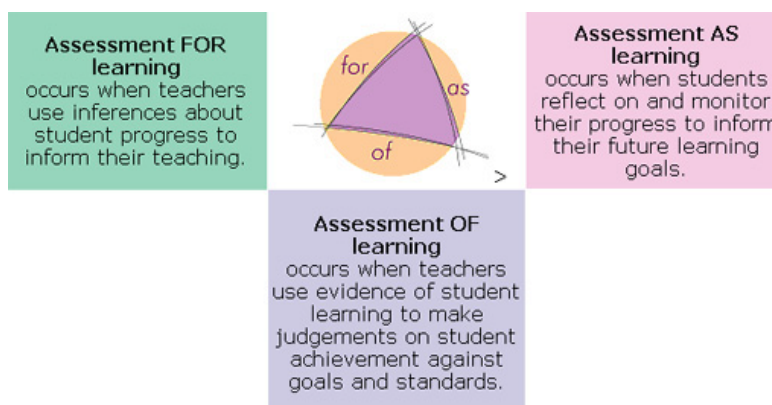 Assessment FOR
learning
occurs when teachers
use inferences about
student progress to
inform their teaching.
for
as
of
>
Assessment AS
learning
occurs when students
reflect on and monitor
their progress to inform
their future learning
goals.
Assessment OF
learning
occurs when teachers
use evidence of student
learning to make
judgements on student
achievement against
goals and standards.